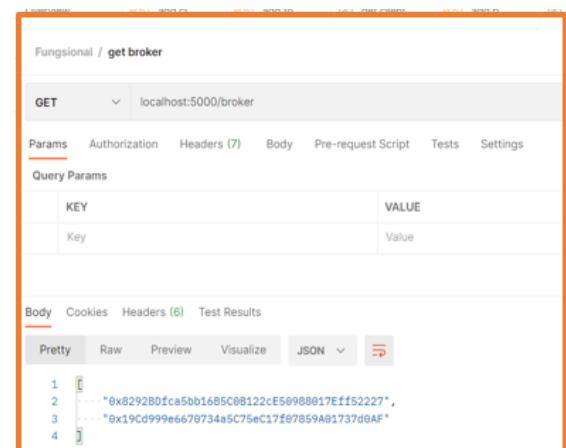 Fungsional / get broker
GET localhost:5000/broker
Params Authorization Headers (7) Body Pre-request Script Tests Settings
Query Params
KEY VALUE
Key Value
Body Cookies Headers (6) Test Results
Pretty Raw Preview Visualize JSON
1 [
2 "0x8292BDfca5bb16B5C0B122cE50988017Eff52227",
3 "0x19Cd999e6670734a5C75eC17f07859A01737d0AF"
4 ]